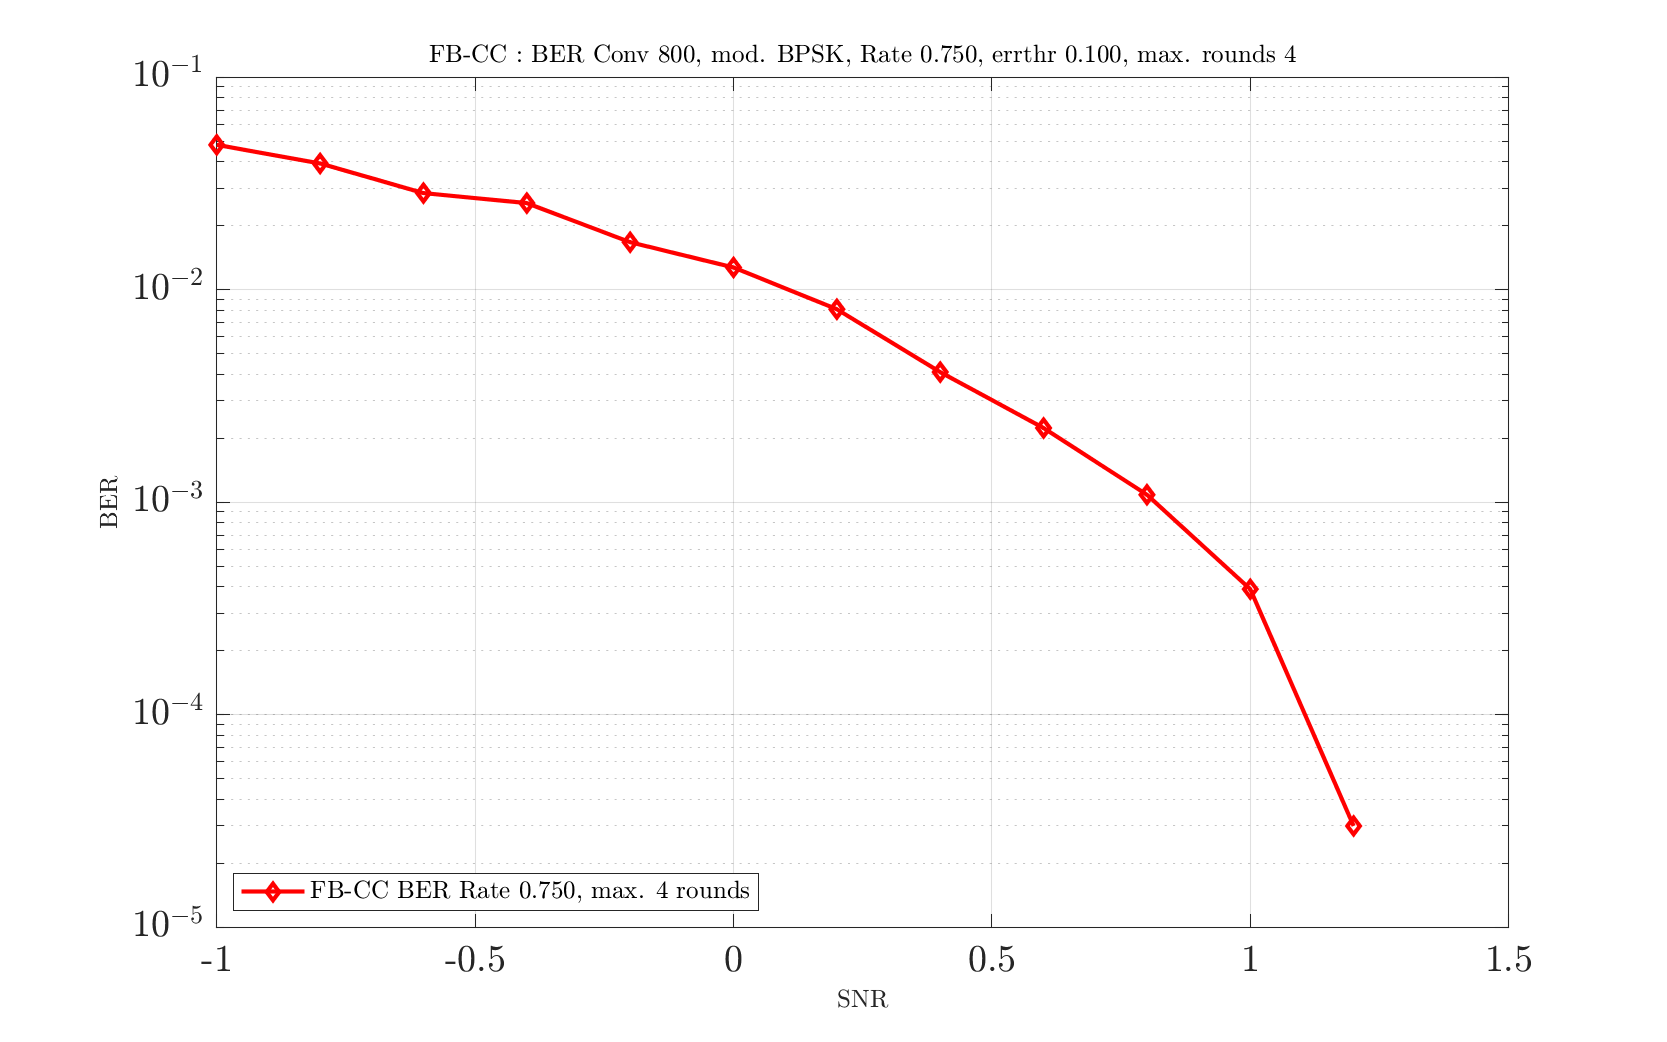 FB-CC : BER Conv 800, mod. BPSK, Rate 0.750, errthr 0.100, max. rounds 4
10^{-1}
10^{-2}
10^{-3}
10^{-4}
10^{-5}
BER
FB-CC BER Rate 0.750, max. 4 rounds
-1 -0.5 0 0.5 1 1.5
SNR